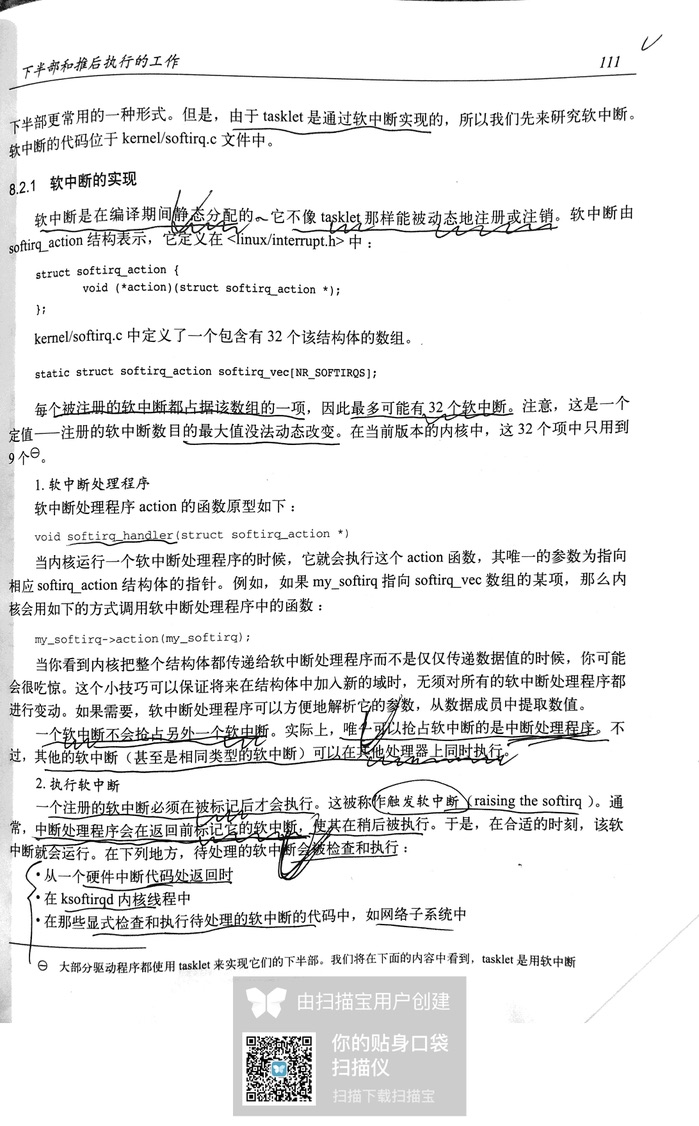 下半部和推后执行的工作 111
下半部更常用的一种形式。但是，由于 tasklet 是通过软中断实现的，所以我们先来研究软中断。
软中断的代码位于 kernel/softirq.c 文件中。
8.2.1 软中断的实现
软中断是在编译期间静态分配的。它不像 tasklet 那样能被动态地注册或注销。软中断由
softirq_action 结构表示，它定义在 <linux/interrupt.h> 中：
struct softirq_action {
void (*action)(struct softirq_action *);
};
kernel/softirq.c 中定义了一个包含有 32 个该结构体的数组。
static struct softirq_action softirq_vec[NR_SOFTIRQS];
每个被注册的软中断都占据该数组的一项，因此最多可能有 32 个软中断。注意，这是一个
定值——注册的软中断数目的最大值没法动态改变。在当前版本的内核中，这 32 个项中只用到
9 个⊖。
1. 软中断处理程序
软中断处理程序 action 的函数原型如下：
void softirq_handler(struct softirq_action *)
当内核运行一个软中断处理程序的时候，它就会执行这个 action 函数，其唯一的参数为指向
相应 softirq_action 结构体的指针。例如，如果 my_softirq 指向 softirq_vec 数组的某项，那么内
核会用如下的方式调用软中断处理程序中的函数：
my_softirq->action(my_softirq);
当你看到内核把整个结构体都传递给软中断处理程序而不是仅仅传递数据值的时候，你可能
会很吃惊。这个小技巧可以保证将来在结构体中加入新的域时，无须对所有的软中断处理程序都
进行变动。如果需要，软中断处理程序可以方便地解析它的参数，从数据成员中提取数值。
一个软中断不会抢占另外一个软中断。实际上，唯一可以抢占软中断的是中断处理程序。不
过，其他的软中断（甚至是相同类型的软中断）可以在其他处理器上同时执行。
2. 执行软中断
一个注册的软中断必须在被标记后才会执行。这被称作触发软中断（raising the softirq ）。通
常，中断处理程序会在返回前标记它的软中断，使其在稍后被执行。于是，在合适的时刻，该软
中断就会运行。在下列地方，待处理的软中断会被检查和执行：
• 从一个硬件中断代码处返回时
• 在 ksoftirqd 内核线程中
• 在那些显式检查和执行待处理的软中断的代码中，如网络子系统中
⊖ 大部分驱动程序都使用 tasklet 来实现它们的下半部。我们将在下面的内容中看到，tasklet 是用软中断
由扫描宝用户创建
你的贴身口袋
扫描仪
扫描下载扫描宝